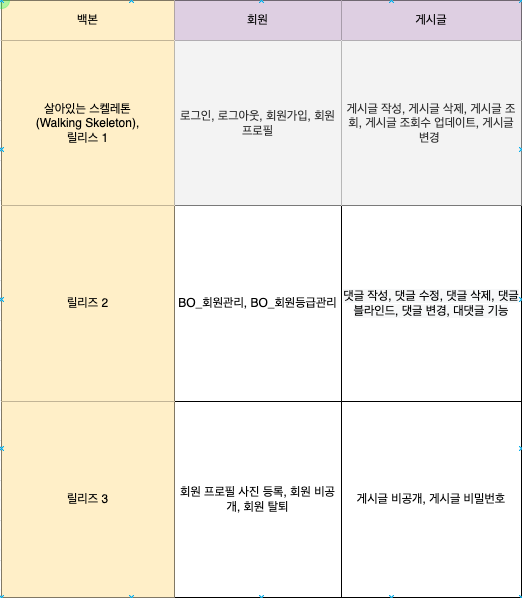 백본
회원
게시글
살아있는 스켈레톤
(Walking Skeleton),
릴리스 1
로그인, 로그아웃, 회원가입, 회원
프로필
게시글 작성, 게시글 삭제, 게시글 조
회, 게시글 조회수 업데이트, 게시글
변경
릴리즈 2
BO_회원관리, BO_회원등급관리
댓글 작성, 댓글 수정, 댓글 삭제, 댓글
블라인드, 댓글 변경, 대댓글 기능
릴리즈 3
회원 프로필 사진 등록, 회원 비공
개, 회원 탈퇴
게시글 비공개, 게시글 비밀번호